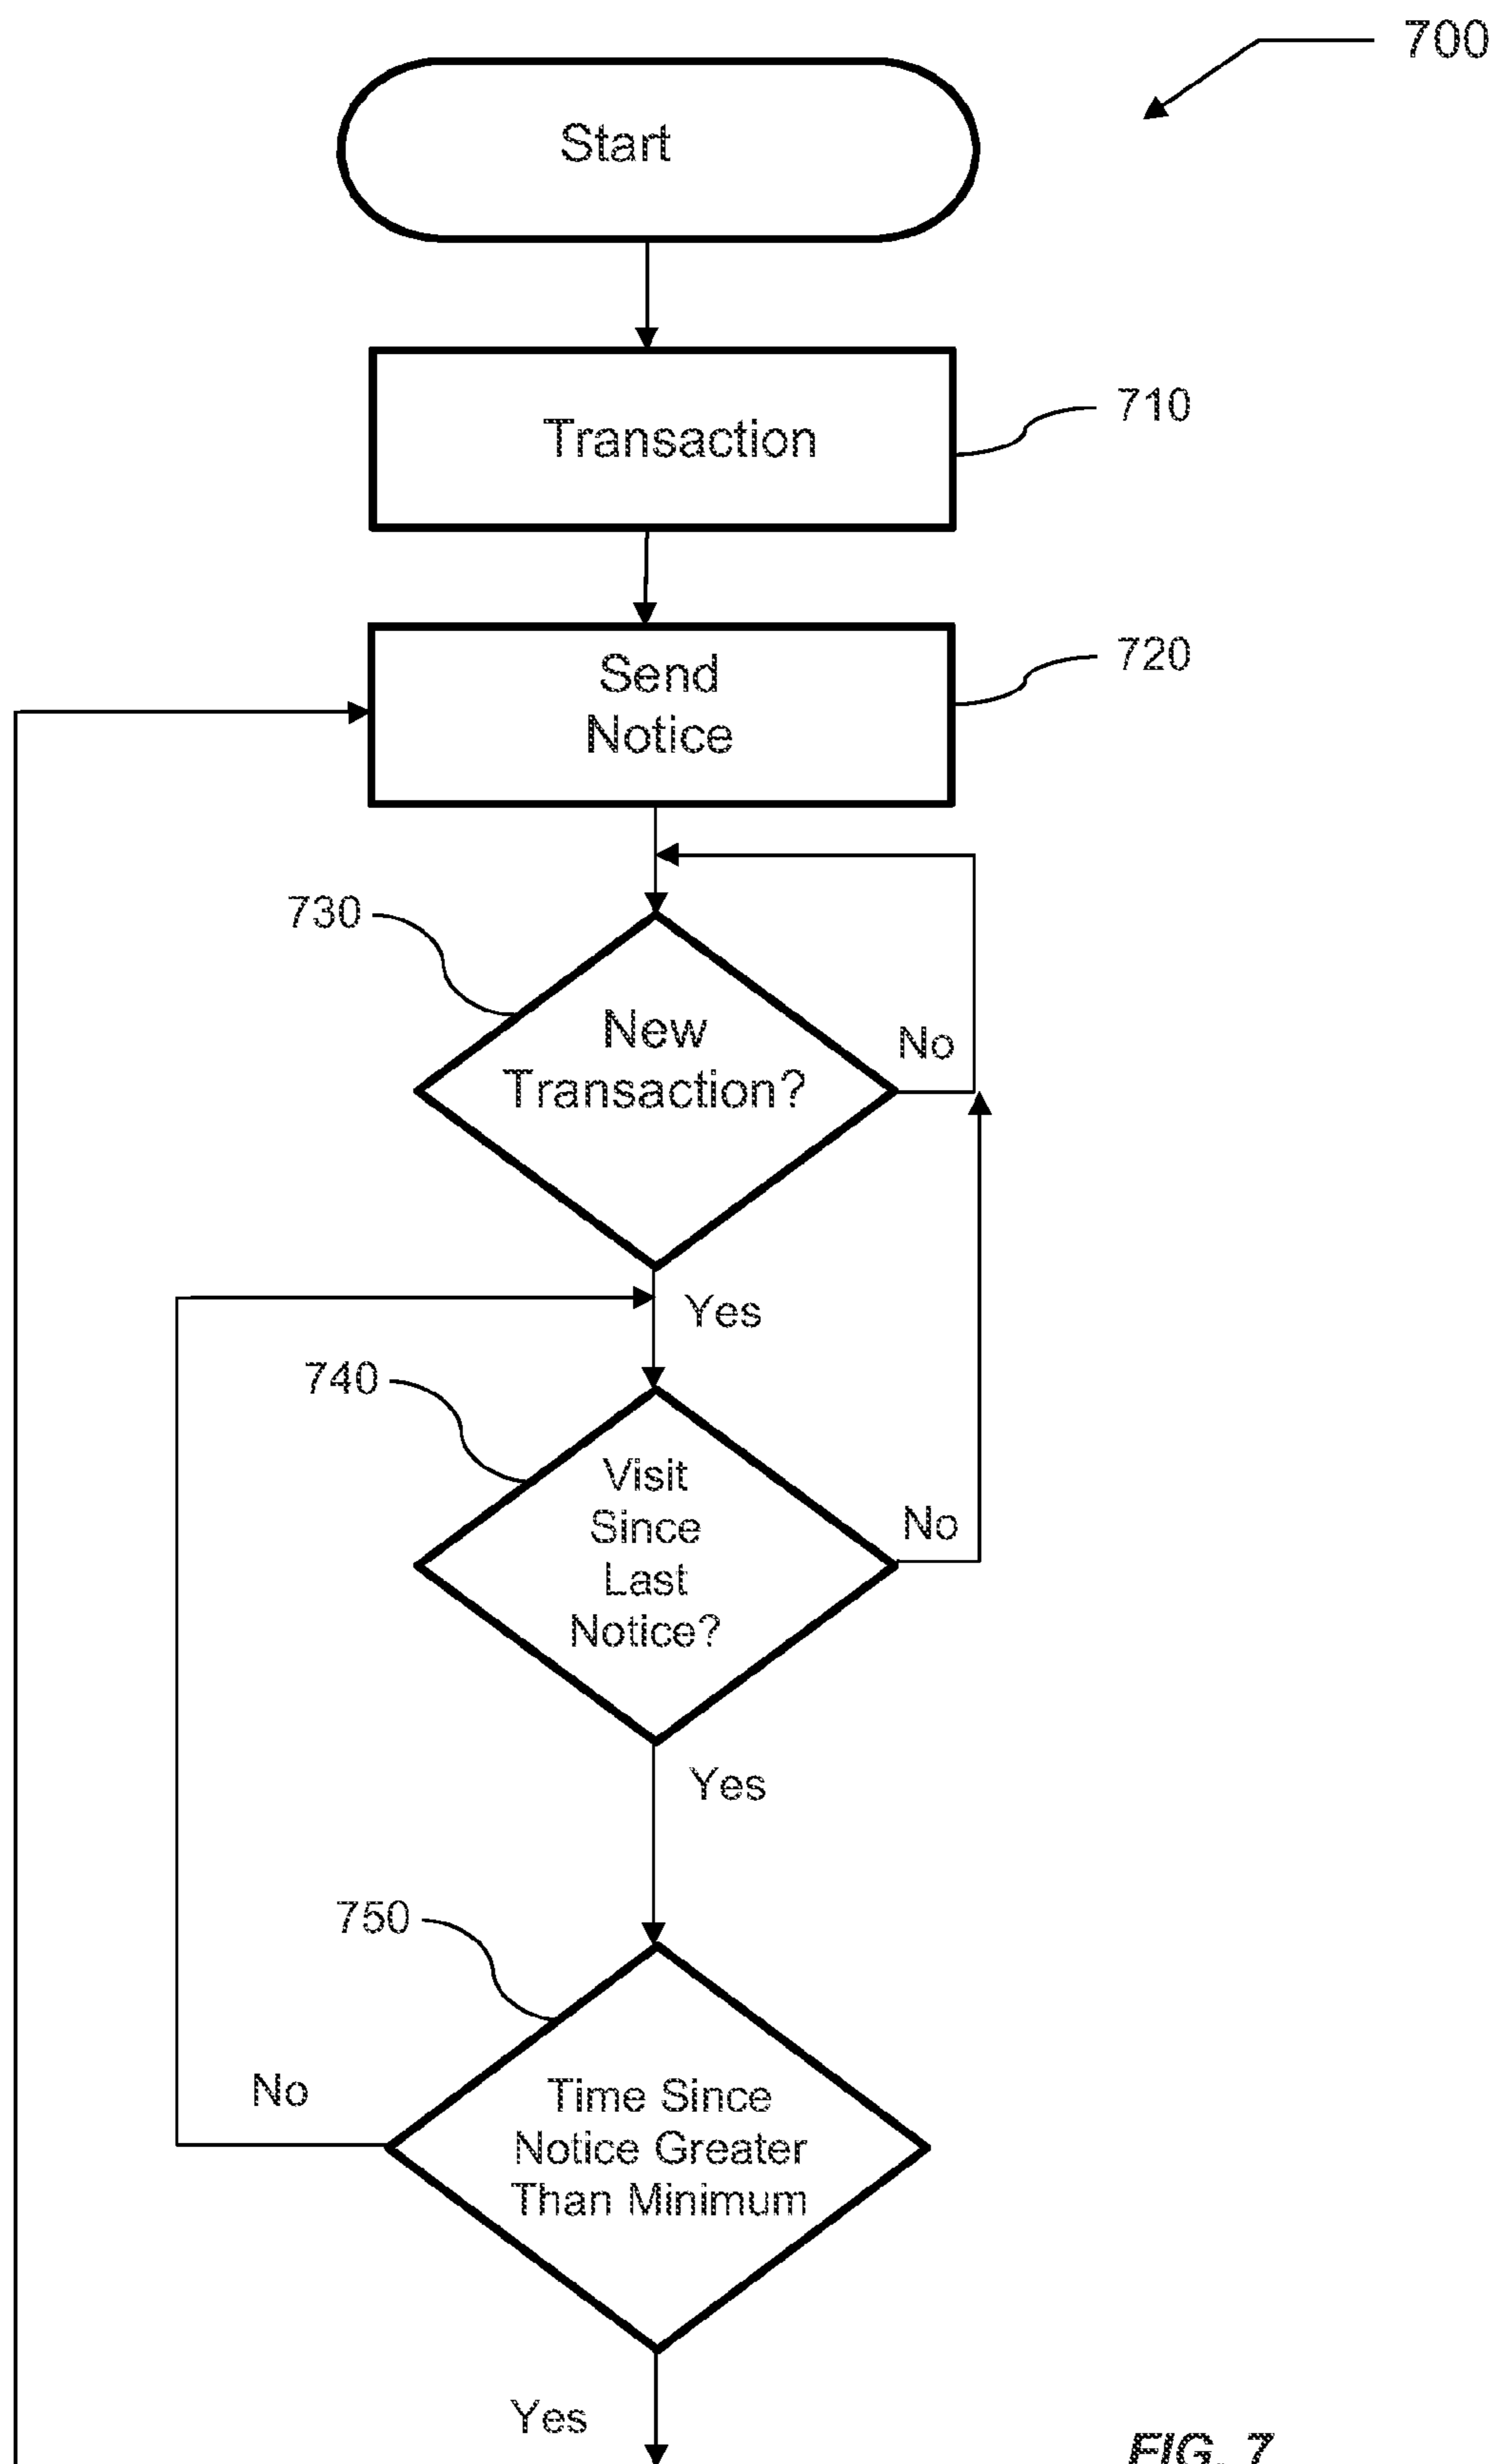 700
Start
Transaction
710
Send
Notice
720
730
New
Transaction?
No
Yes
740
Visit
Since
Last
Notice?
No
Yes
750
No
Time Since
Notice Greater
Than Minimum
Yes
FIG. 7